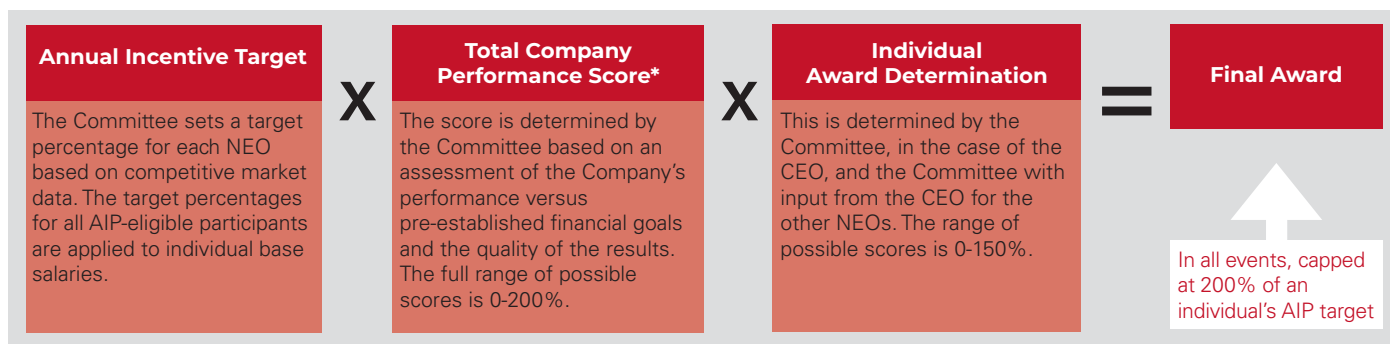 Annual Incentive Target
The Committee sets a target
percentage for each NEO
based on competitive market
data. The target percentages
for all AIP-eligible participants
are applied to individual base
salaries.
X
Total Company
Performance Score*
The score is determined by
the Committee based on an
assessment of the Company’s
performance versus
pre-established financial goals
and the quality of the results.
The full range of possible
scores is 0-200%.
X
Individual
Award Determination
This is determined by the
Committee, in the case of the
CEO, and the Committee with
input from the CEO for the
other NEOs. The range of
possible scores is 0-150%.
=
Final Award
In all events, capped
at 200% of an
individual’s AIP target